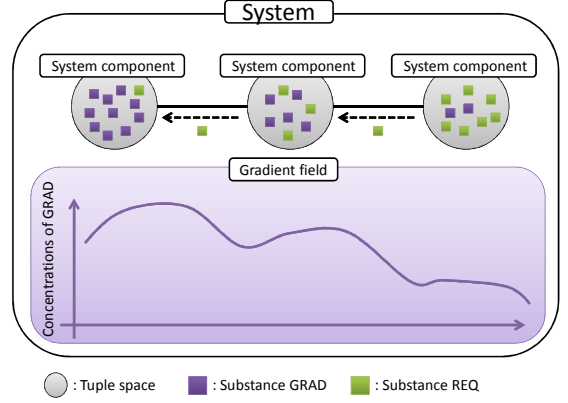 System
System component
System component
System component
Gradient field
Concentrations of GRAD
: Tuple space
: Substance GRAD
: Substance REQ